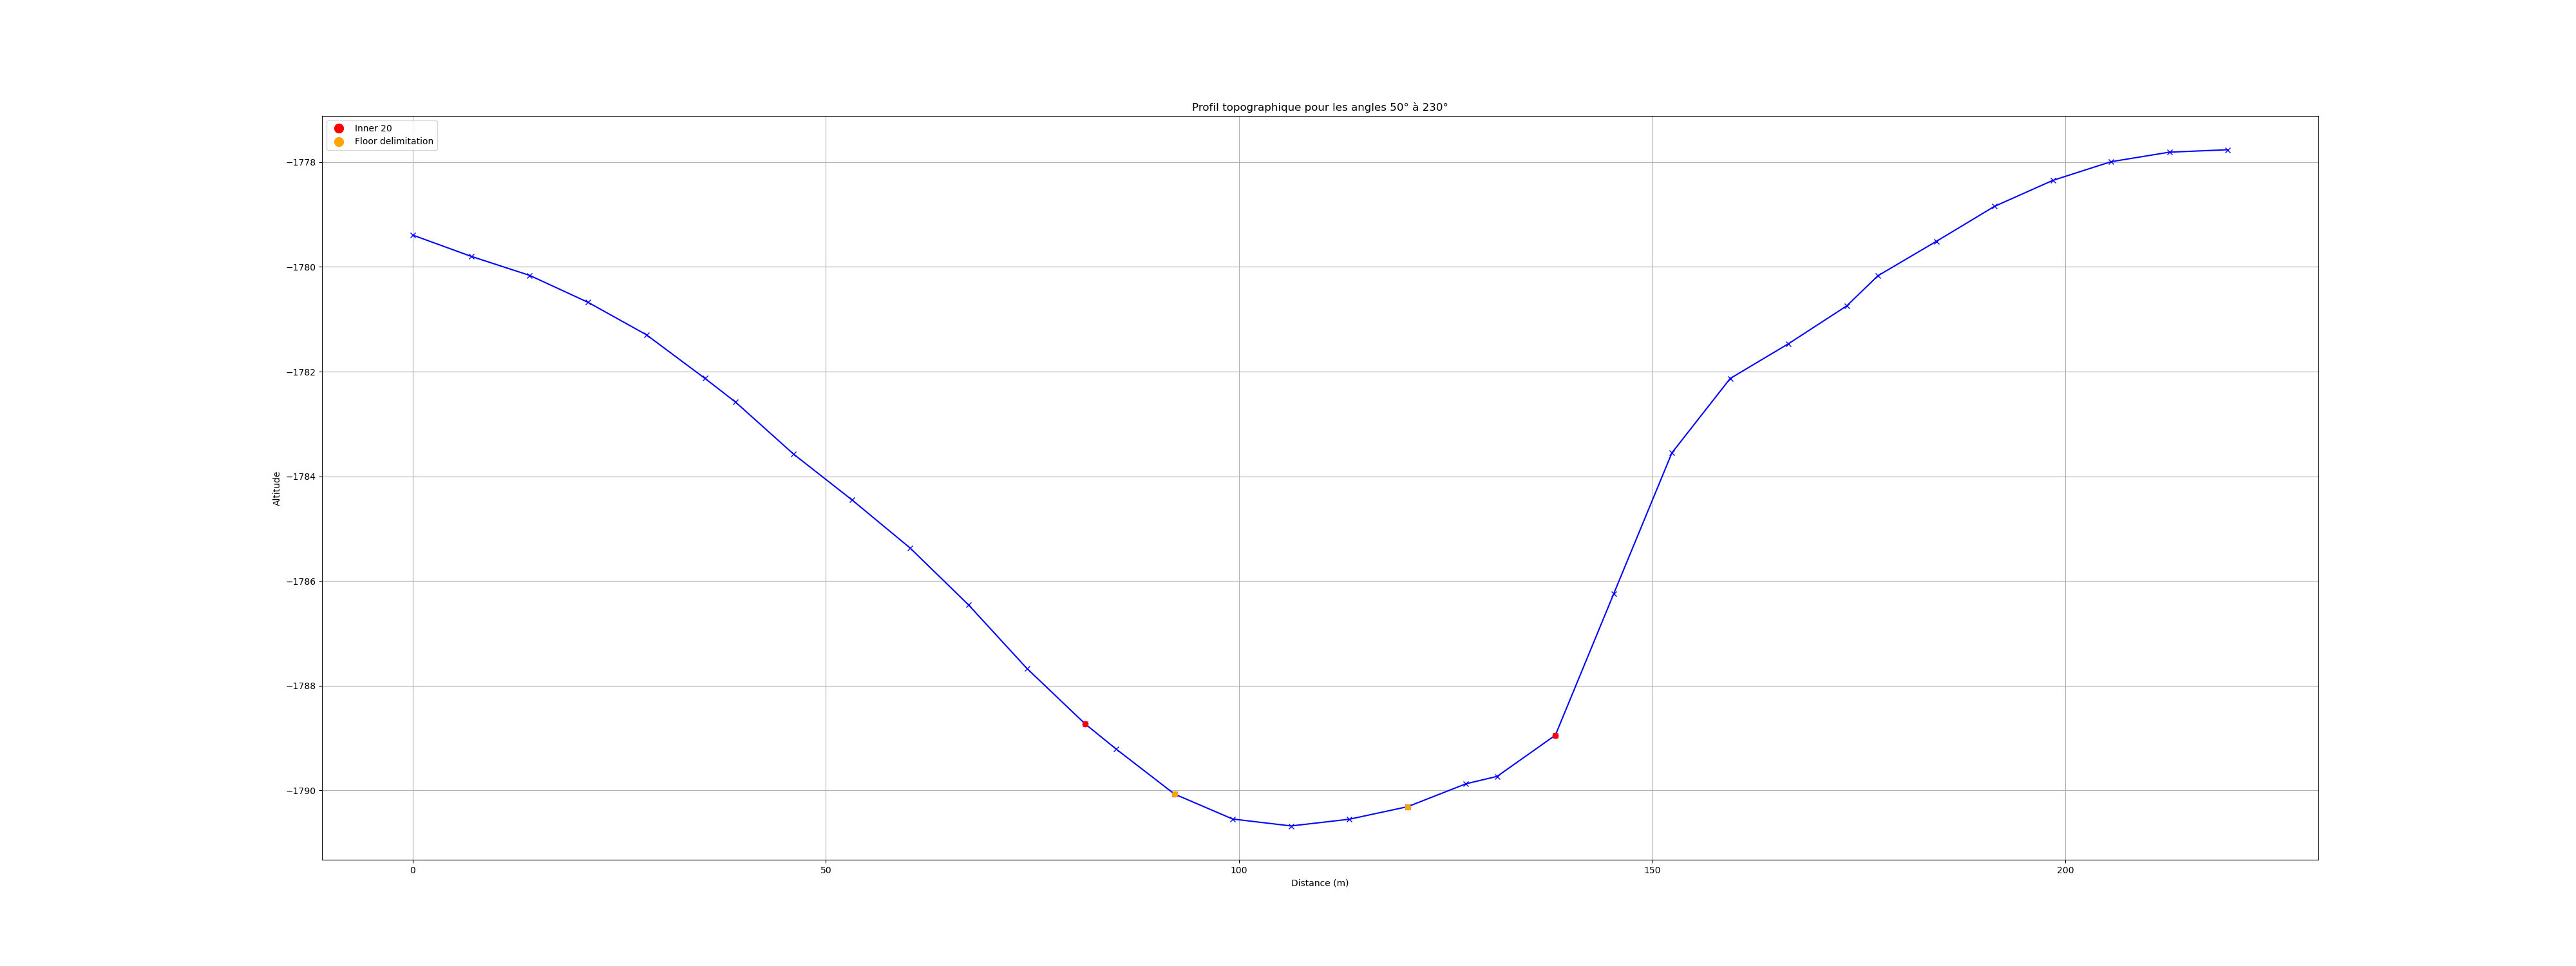 Profil topographique pour les angles 50° à 230°
Inner 20
Floor delimitation
−1778
−1780
−1782
−1784
−1786
−1788
−1790
Altitude
0 50 100 150 200
Distance (m)